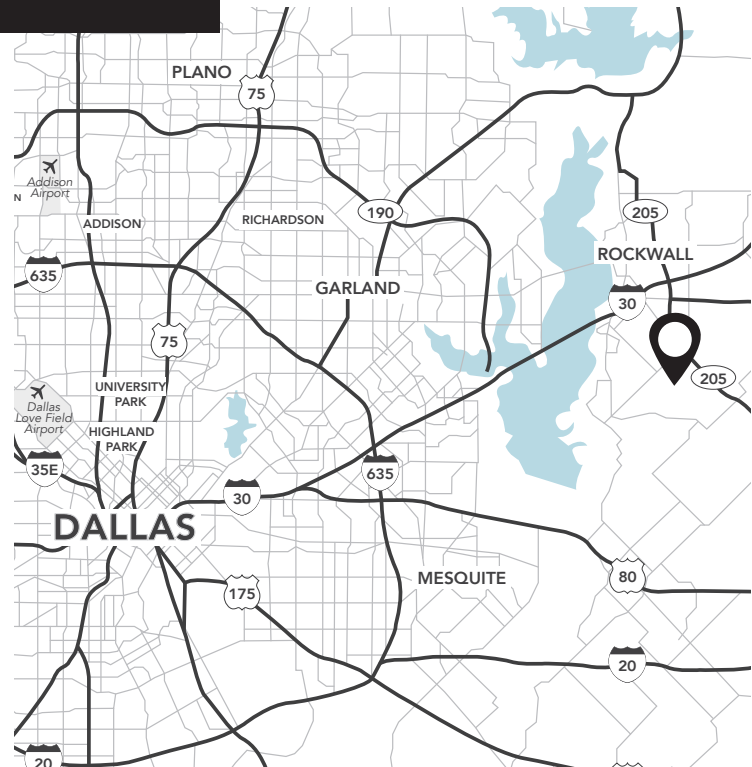 PLANO
75
Addison
Airport
N
190
205
ADDISON
RICHARDSON
ROCKWALL
635
GARLAND
30
75
205
UNIVERSITY
PARK
Dallas
Love Field
Airport
HIGHLAND
PARK
35E
635
30
DALLAS
MESQUITE
80
175
20
20